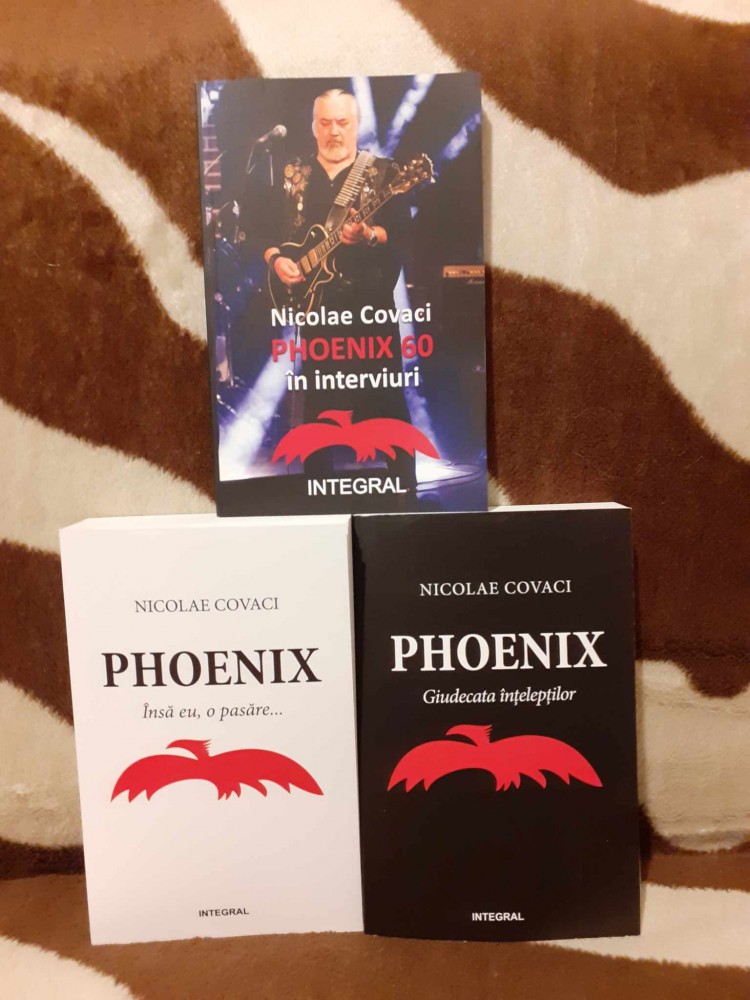 Nicolae Covaci
PHOENIX 60
în interviuri
INTEGRAL
NICOLAE COVACI
PHOENIX
Însă eu, o pasăre...
INTEGRAL
NICOLAE COVACI
PHOENIX
Giudecata înțelepților
INTEGRAL